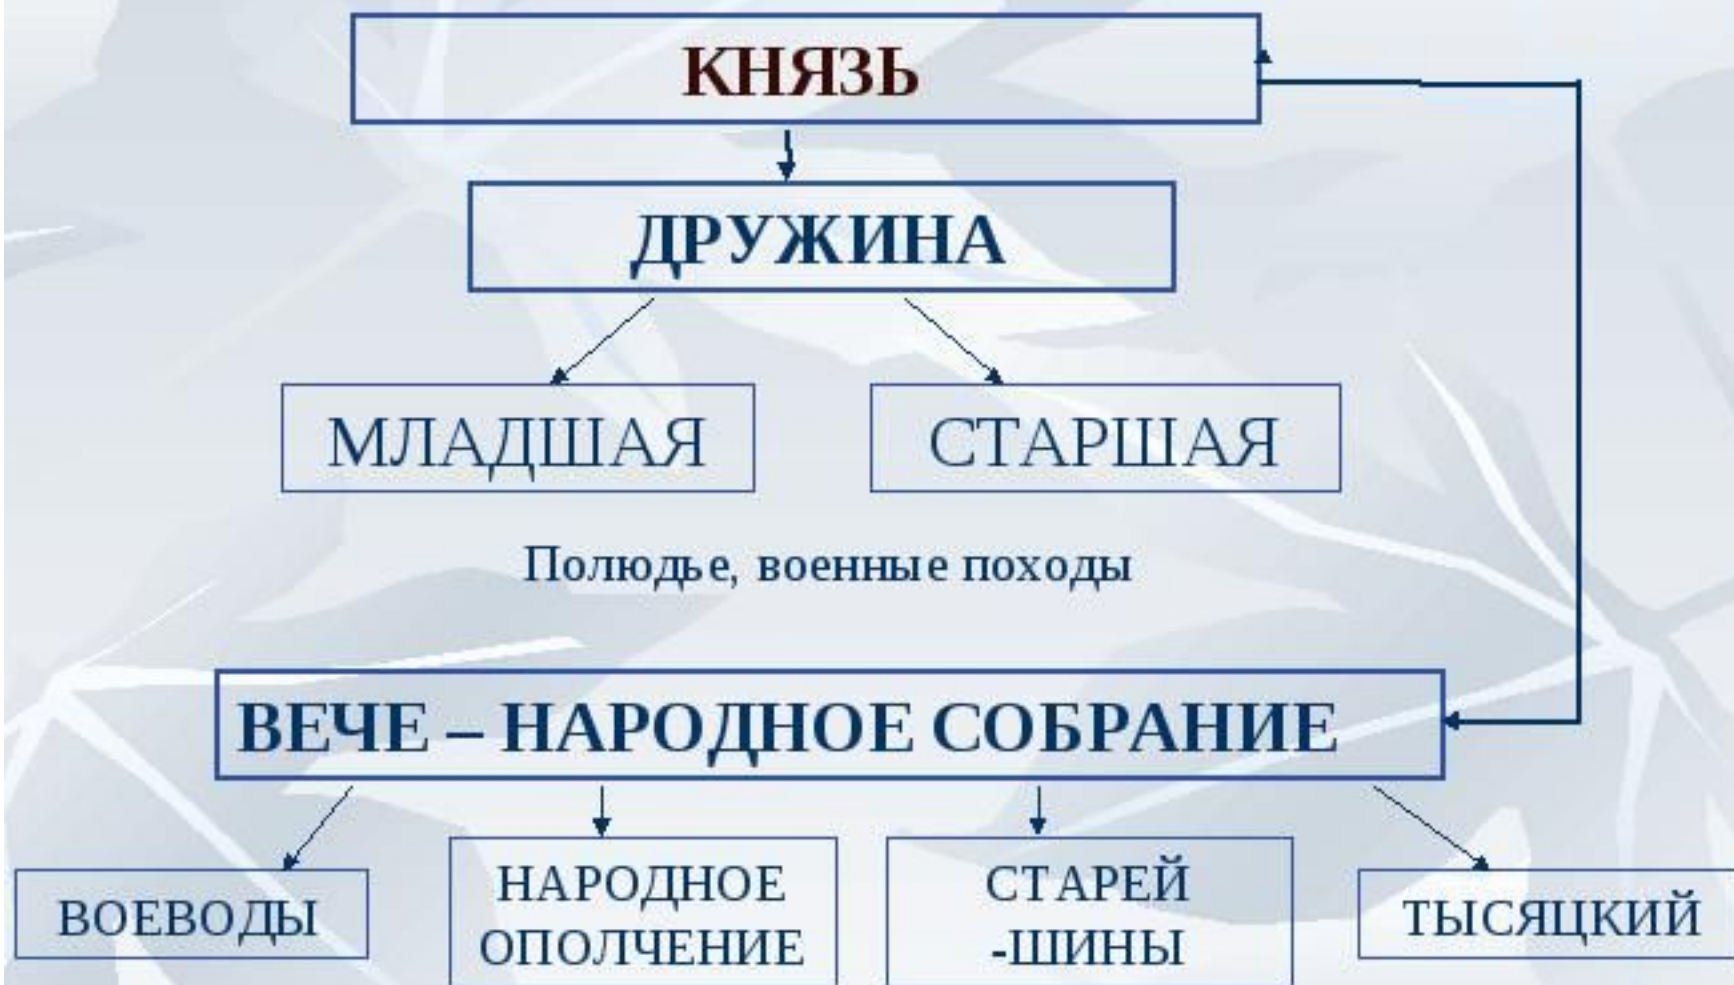 КНЯЗЬ
ДРУЖИНА
МЛАДШАЯ
СТАРШАЯ
Полюдье, военные походы
ВЕЧЕ – НАРОДНОЕ СОБРАНИЕ
ВОЕВОДЫ
НАРОДНОЕ
ОПОЛЧЕНИЕ
СТАРЕЙ
-ШИНЫ
ТЫСЯЦКИЙ